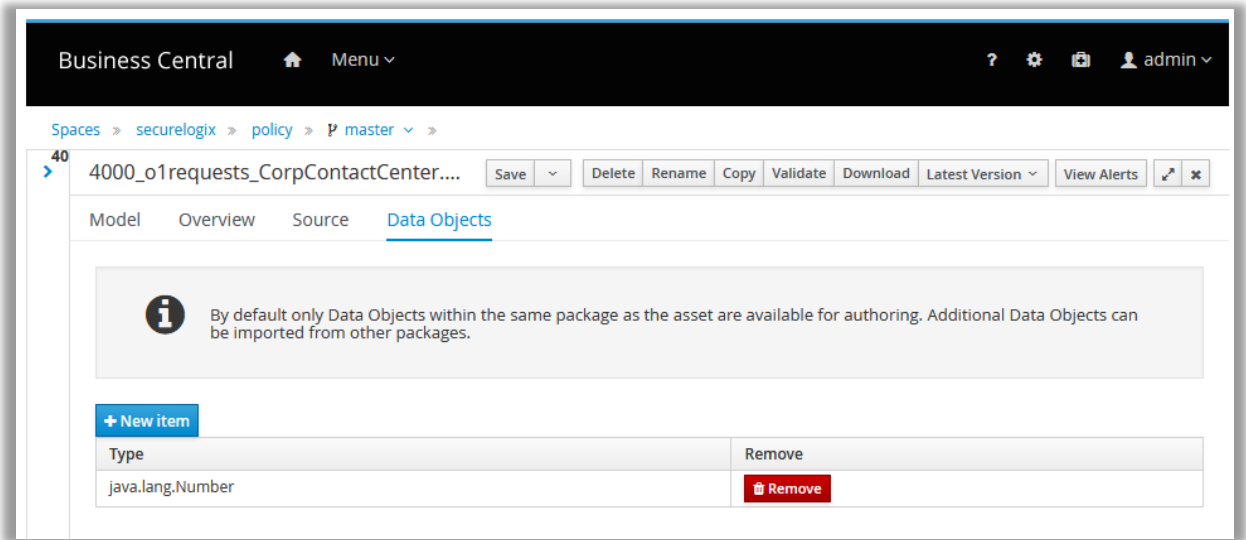 Business Central Menu ? admin
Spaces » securelogix » policy » master »
40
4000_o1requests_CorpContactCenter.... Save Delete Rename Copy Validate Download Latest Version View Alerts
Model Overview Source Data Objects
By default only Data Objects within the same package as the asset are available for authoring. Additional Data Objects can
be imported from other packages.
+ New item
Type Remove
java.lang.Number Remove